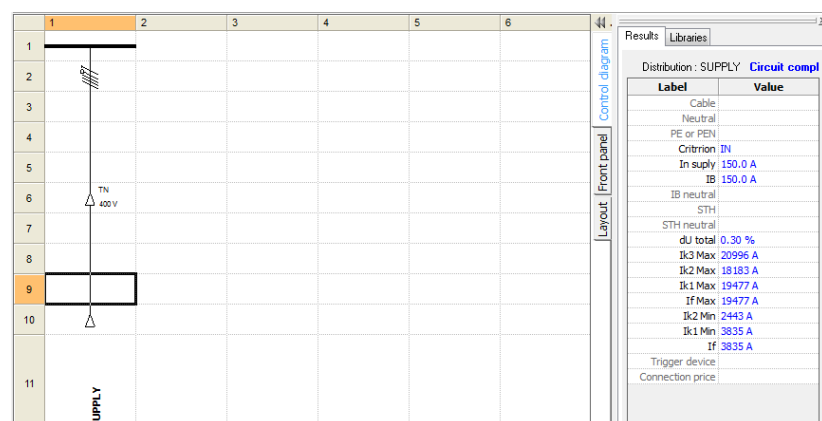 1 2 3 4 5 6
1
2
3
4
5
6
7
8
9
10
11
TN
400 V
UPPLY
Control diagram
Front panel
Layout
Results Libraries
Distribution : SUPPLY Circuit compl
Label Value
Cable
Neutral
PE or PEN
Critrrion IN
In suply 150.0 A
IB 150.0 A
IB neutral
STH
STH neutral
dU total 0.30 %
Ik3 Max 20996 A
Ik2 Max 18183 A
Ik1 Max 19477 A
If Max 19477 A
Ik2 Min 2443 A
Ik1 Min 3835 A
If 3835 A
Trigger device
Connection price